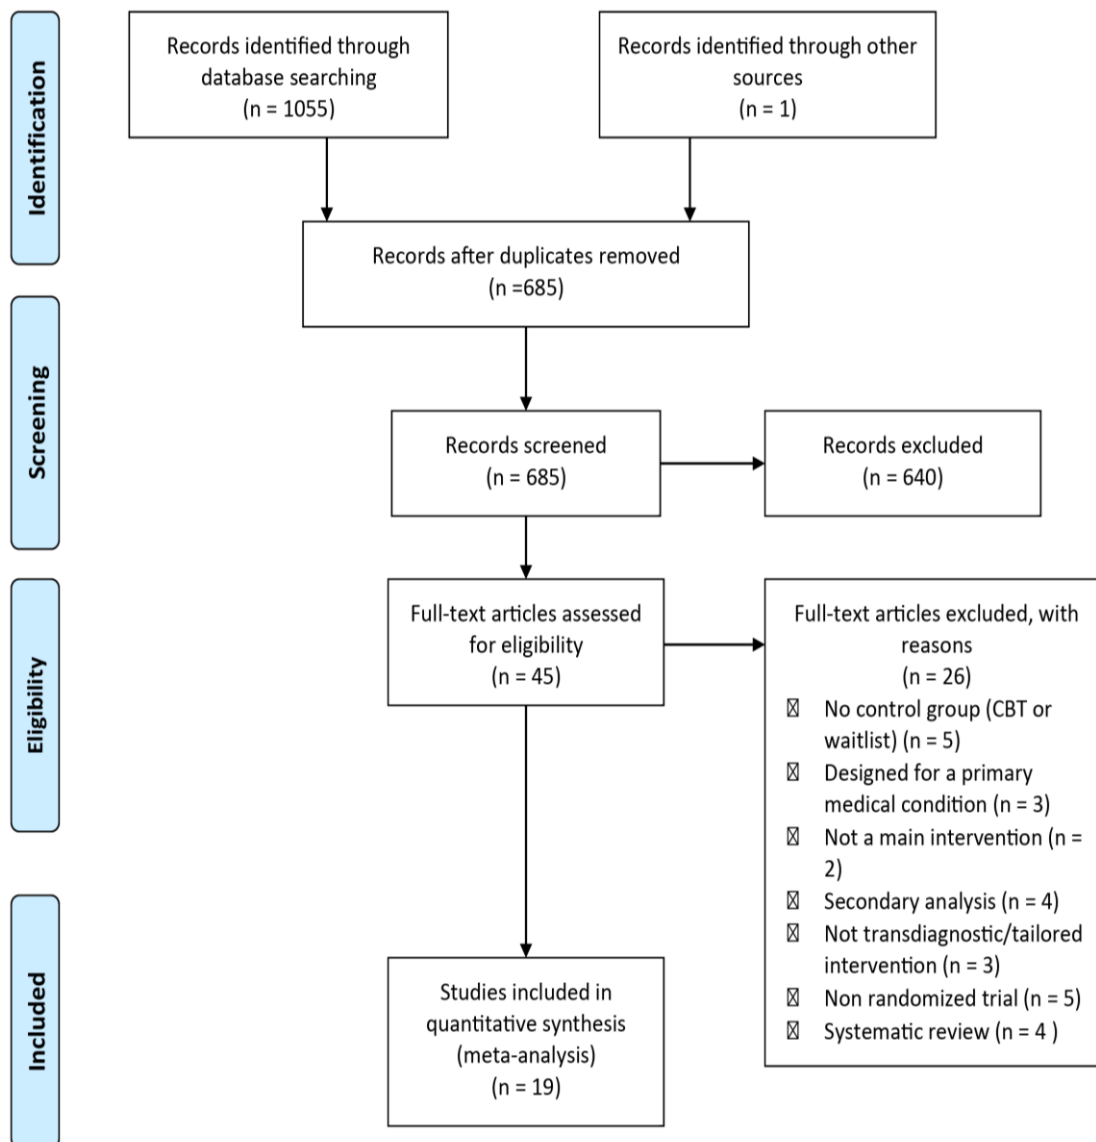 Identification
Records identified through
database searching
(n = 1055)
Records identified through other
sources
(n = 1)
Records after duplicates removed
(n =685)
Screening
Records screened
(n = 685)
Records excluded
(n = 640)
Eligibility
Full-text articles assessed
for eligibility
(n = 45)
Full-text articles excluded, with
reasons
(n = 26)
No control group (CBT or
waitlist) (n = 5)
Designed for a primary
medical condition (n = 3)
Not a main intervention (n =
2)
Secondary analysis (n = 4)
Not transdiagnostic/tailored
intervention (n = 3)
Non randomized trial (n = 5)
Systematic review (n = 4 )
Included
Studies included in
quantitative synthesis
(meta-analysis)
(n = 19)